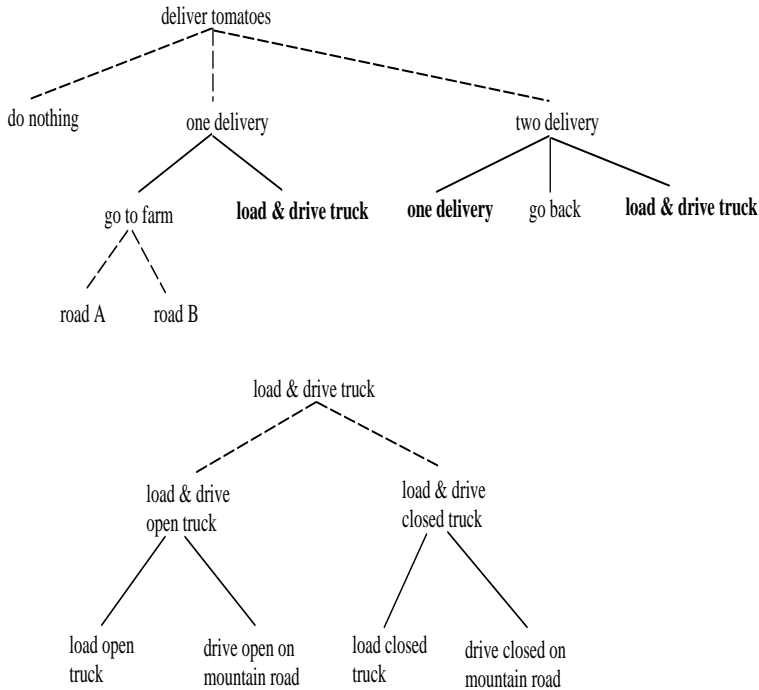 deliver tomatoes
do nothing
one delivery
two delivery
go to farm
load & drive truck
one delivery
go back
load & drive truck
road A
road B
load & drive truck
load & drive
open truck
load & drive
closed truck
load open
truck
drive open on
mountain road
load closed
truck
drive closed on
mountain road